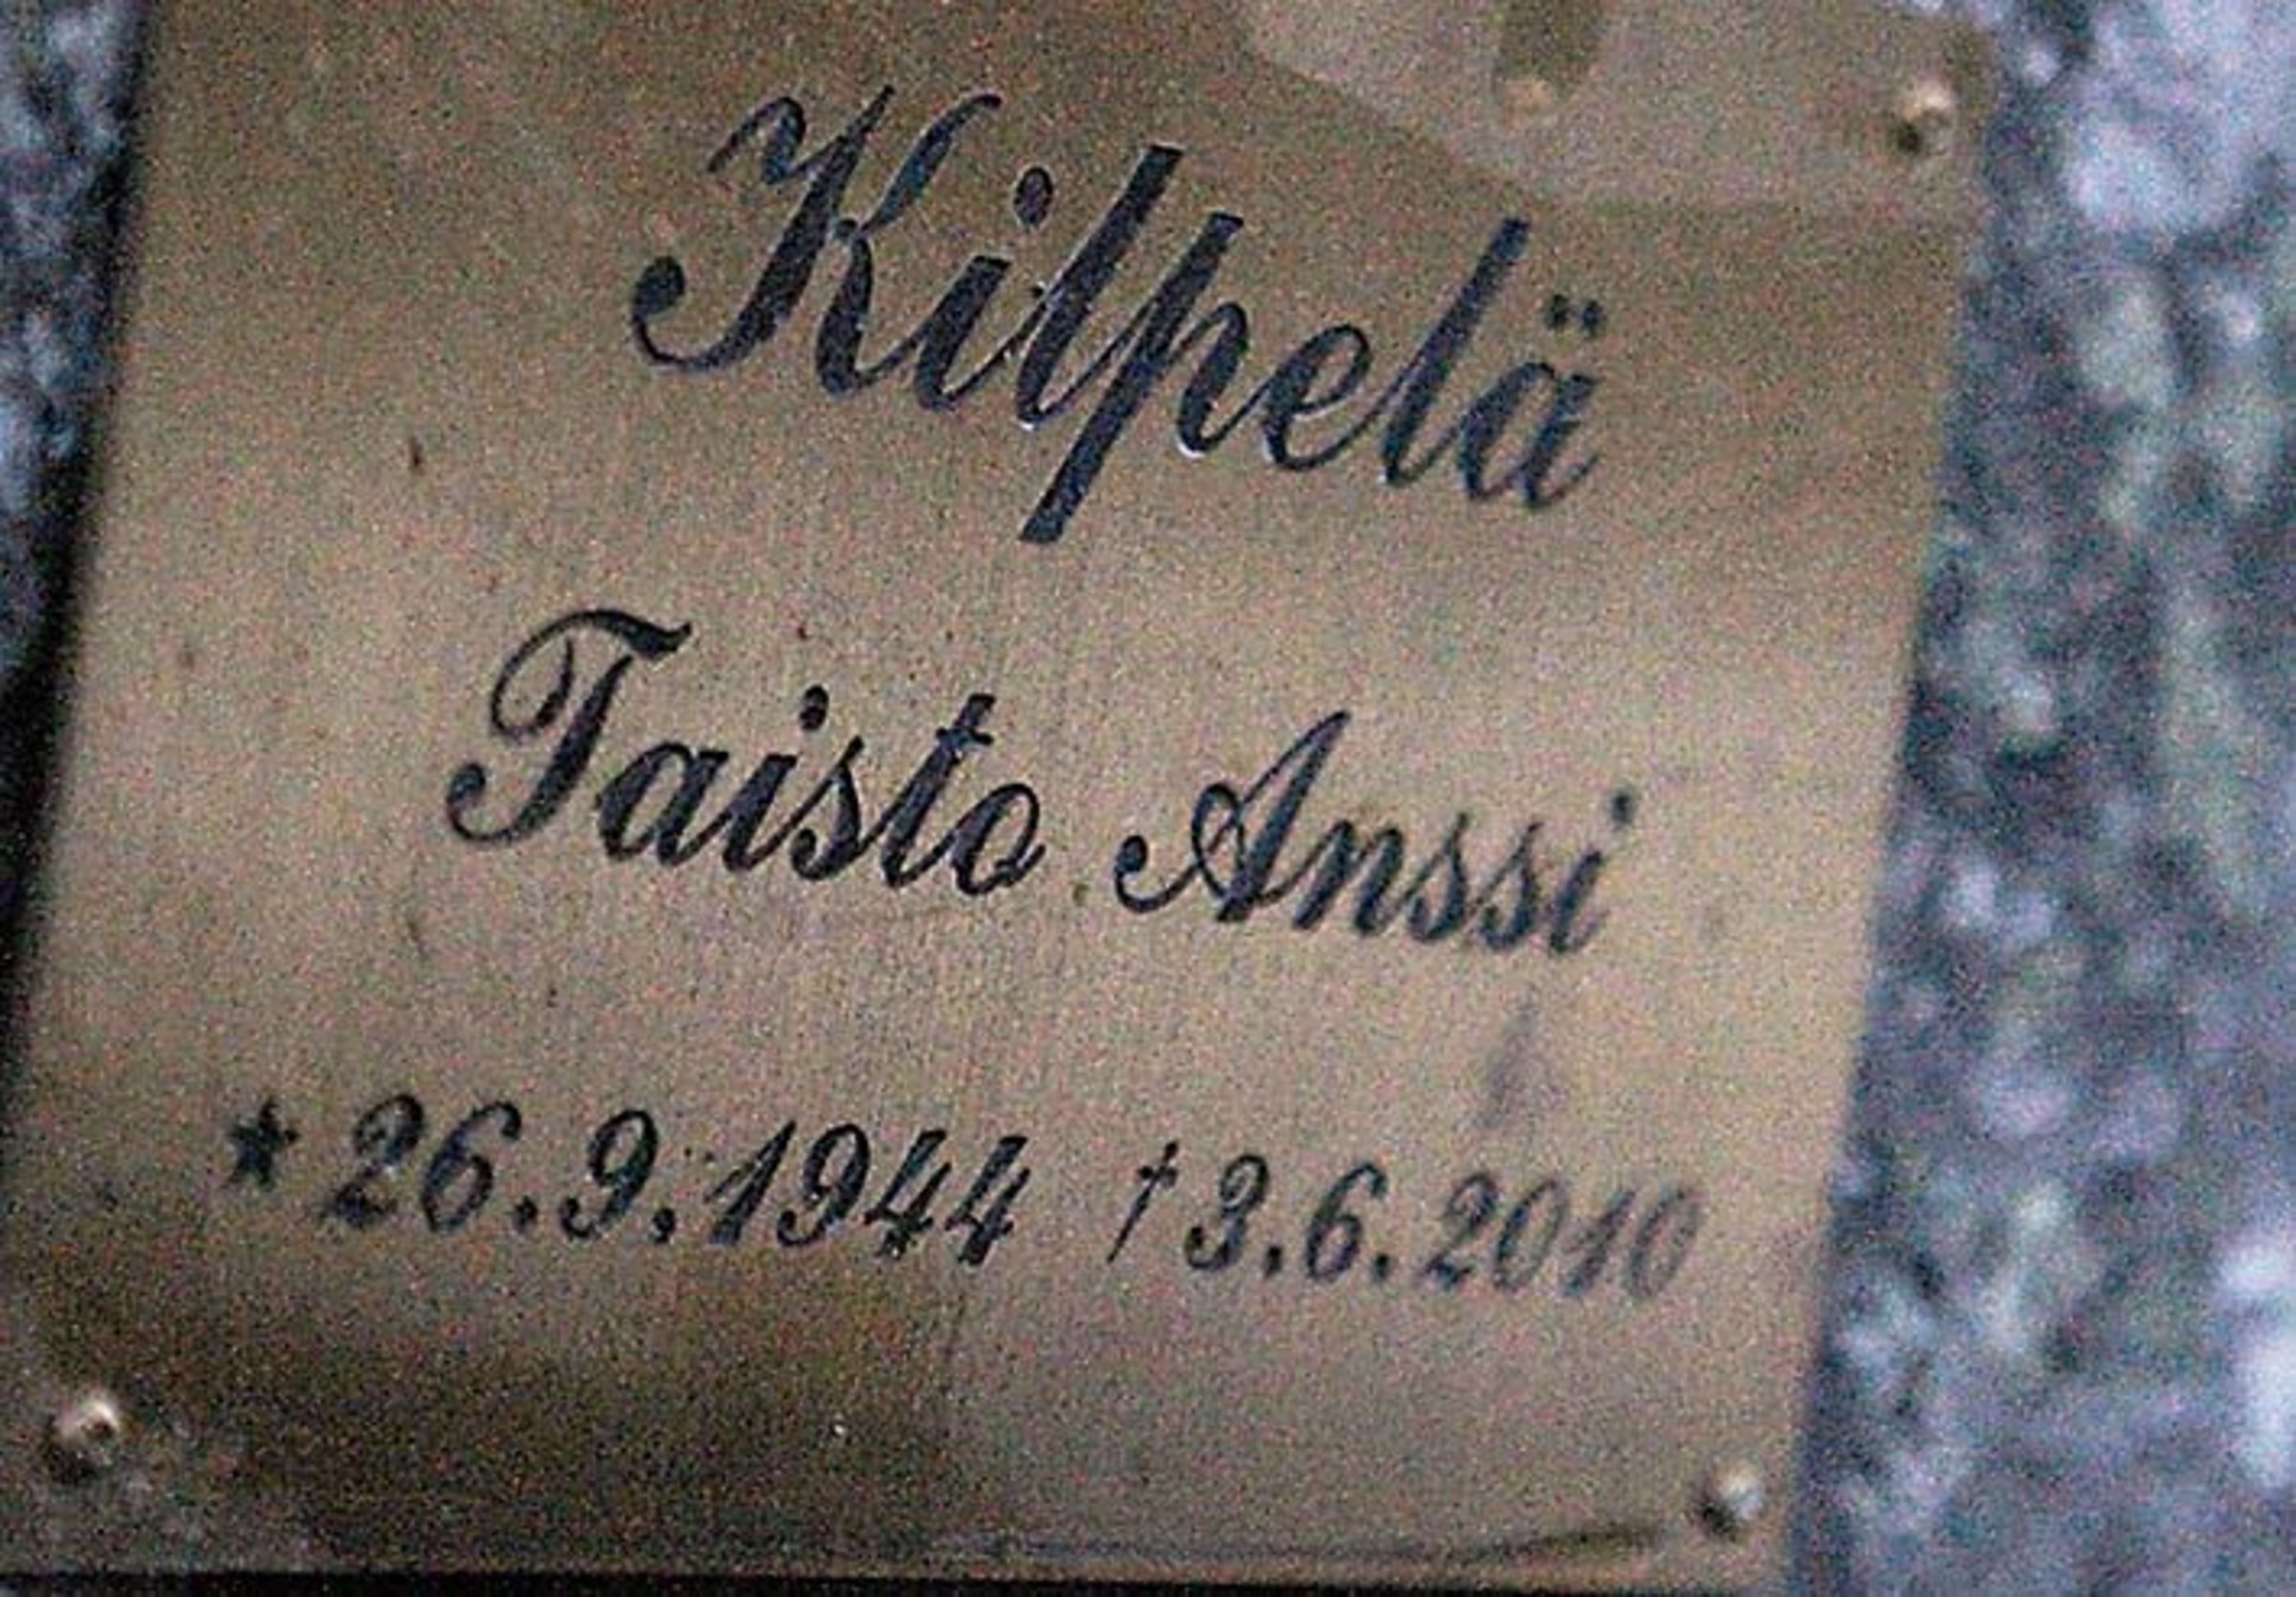 Kilpelä
Taisto Anssi
★ 26.9.1944 † 3.6.2010